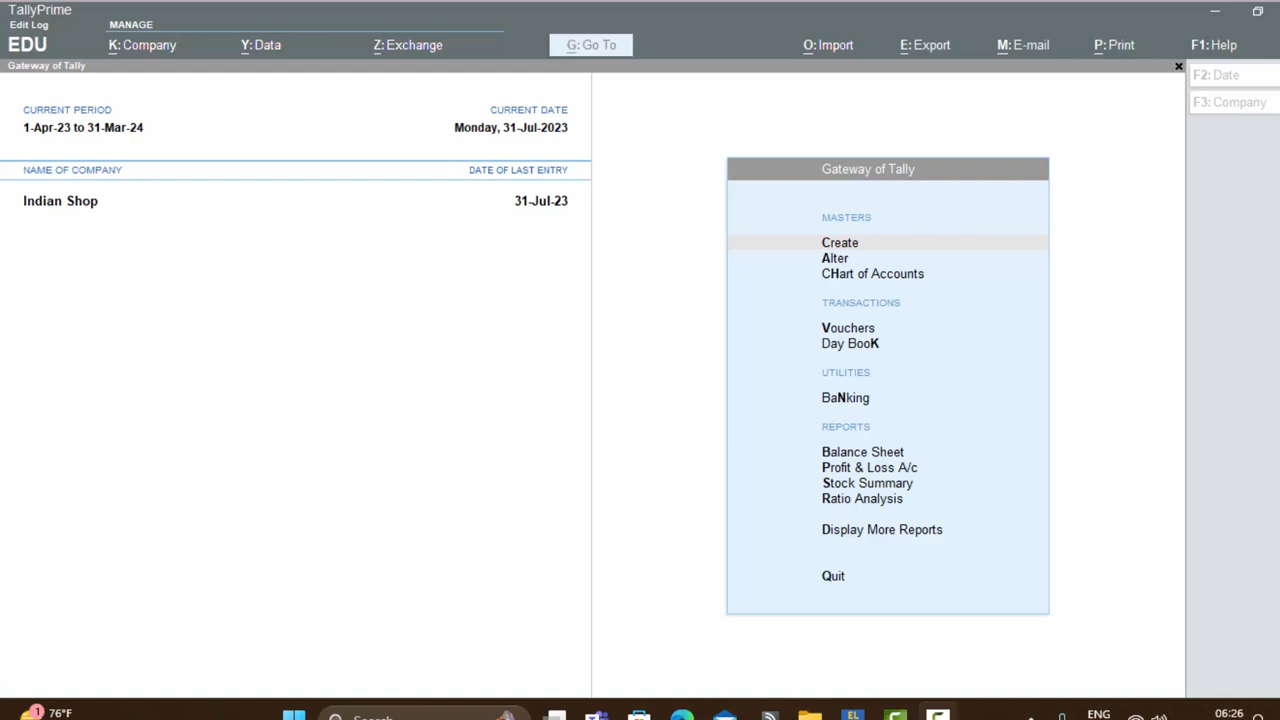 TallyPrime
Edit Log
EDU
MANAGE
K: Company
Y: Data
Z: Exchange
G: Go To
O: Import
E: Export
M: E-mail
P: Print
F1: Help
Gateway of Tally
F2: Date
F3: Company
CURRENT PERIOD
CURRENT DATE
1-Apr-23 to 31-Mar-24
Monday, 31-Jul-2023
NAME OF COMPANY
DATE OF LAST ENTRY
Indian Shop
31-Jul-23
Gateway of Tally
MASTERS
Create
Alter
CHart of Accounts
TRANSACTIONS
Vouchers
Day BooK
UTILITIES
BaNking
REPORTS
Balance Sheet
Profit & Loss A/c
Stock Summary
Ratio Analysis
Display More Reports
Quit
1
76°F
Search
ENG
06:26